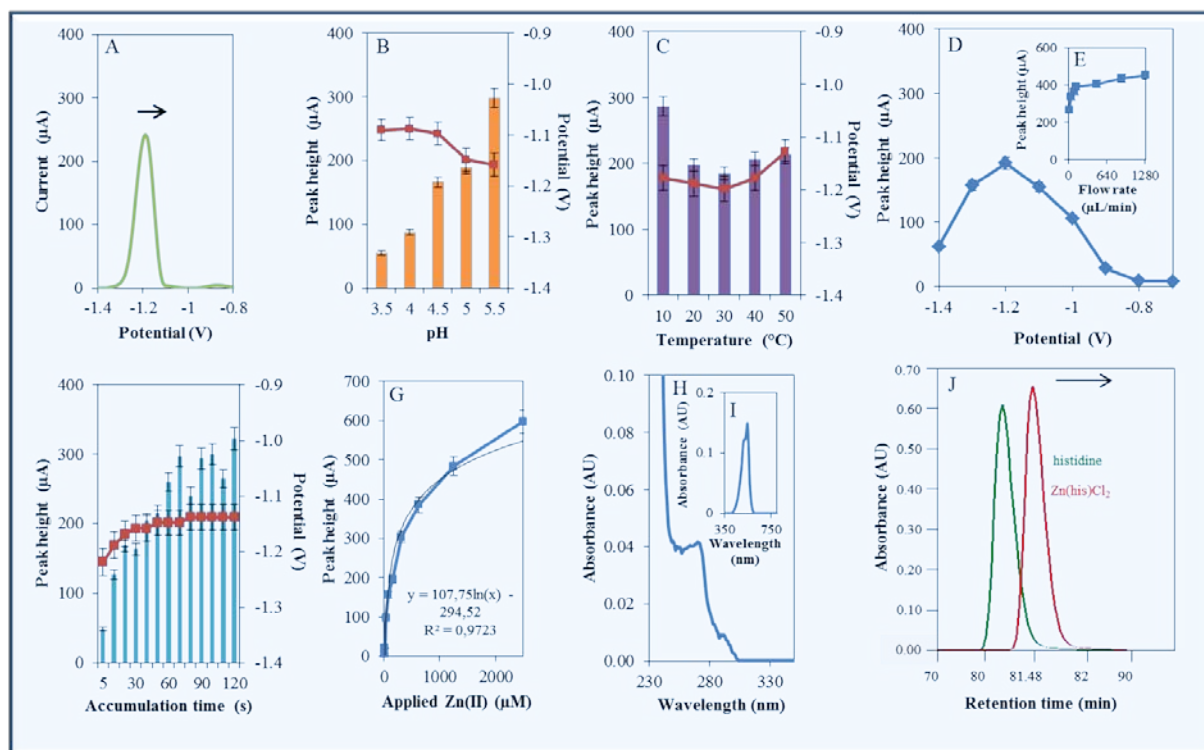 A
400
300
200
100
0
Current (µA)
-1.4
-1.2
-1.0
-0.8
Potential (V)
B
400
300
200
100
0
Peak height (µA)
-0.9
-1.0
-1.1
-1.2
-1.3
-1.4
Potential (V)
3.5
4
4.5
5
5.5
pH
C
400
300
200
100
0
Peak height (µA)
-0.9
-1.0
-1.1
-1.2
-1.3
-1.4
Potential (V)
10
20
30
40
50
Temperature (°C)
D
400
300
200
100
0
Peak height (µA)
-1.4
-1.2
-1
-0.8
Potential (V)
E
600
400
200
0
Peak height (µA)
0
640
1280
Flow rate
(µL/min)
400
300
200
100
0
Peak height (µA)
-0.9
-1.0
-1.1
-1.2
-1.3
-1.4
Potential (V)
5
30
60
90
120
Accumulation time (s)
G
700
600
500
400
300
200
100
0
Peak height (µA)
y = 107,75ln(x) -
294,52
R² = 0,9723
0
1000
2000
Applied Zn(II) (µM)
H
0.10
0.08
0.06
0.04
0.02
0.00
Absorbance (AU)
230
280
330
Wavelength (nm)
I
0.2
0.1
0
Absorbance (AU)
350
750
Wavelength
(nm)
J
0.70
0.60
0.50
0.40
0.30
0.20
0.10
0.00
Absorbance (AU)
histidine
Zn(his)Cl₂
70
80
81.48
82
90
Retention time (min)